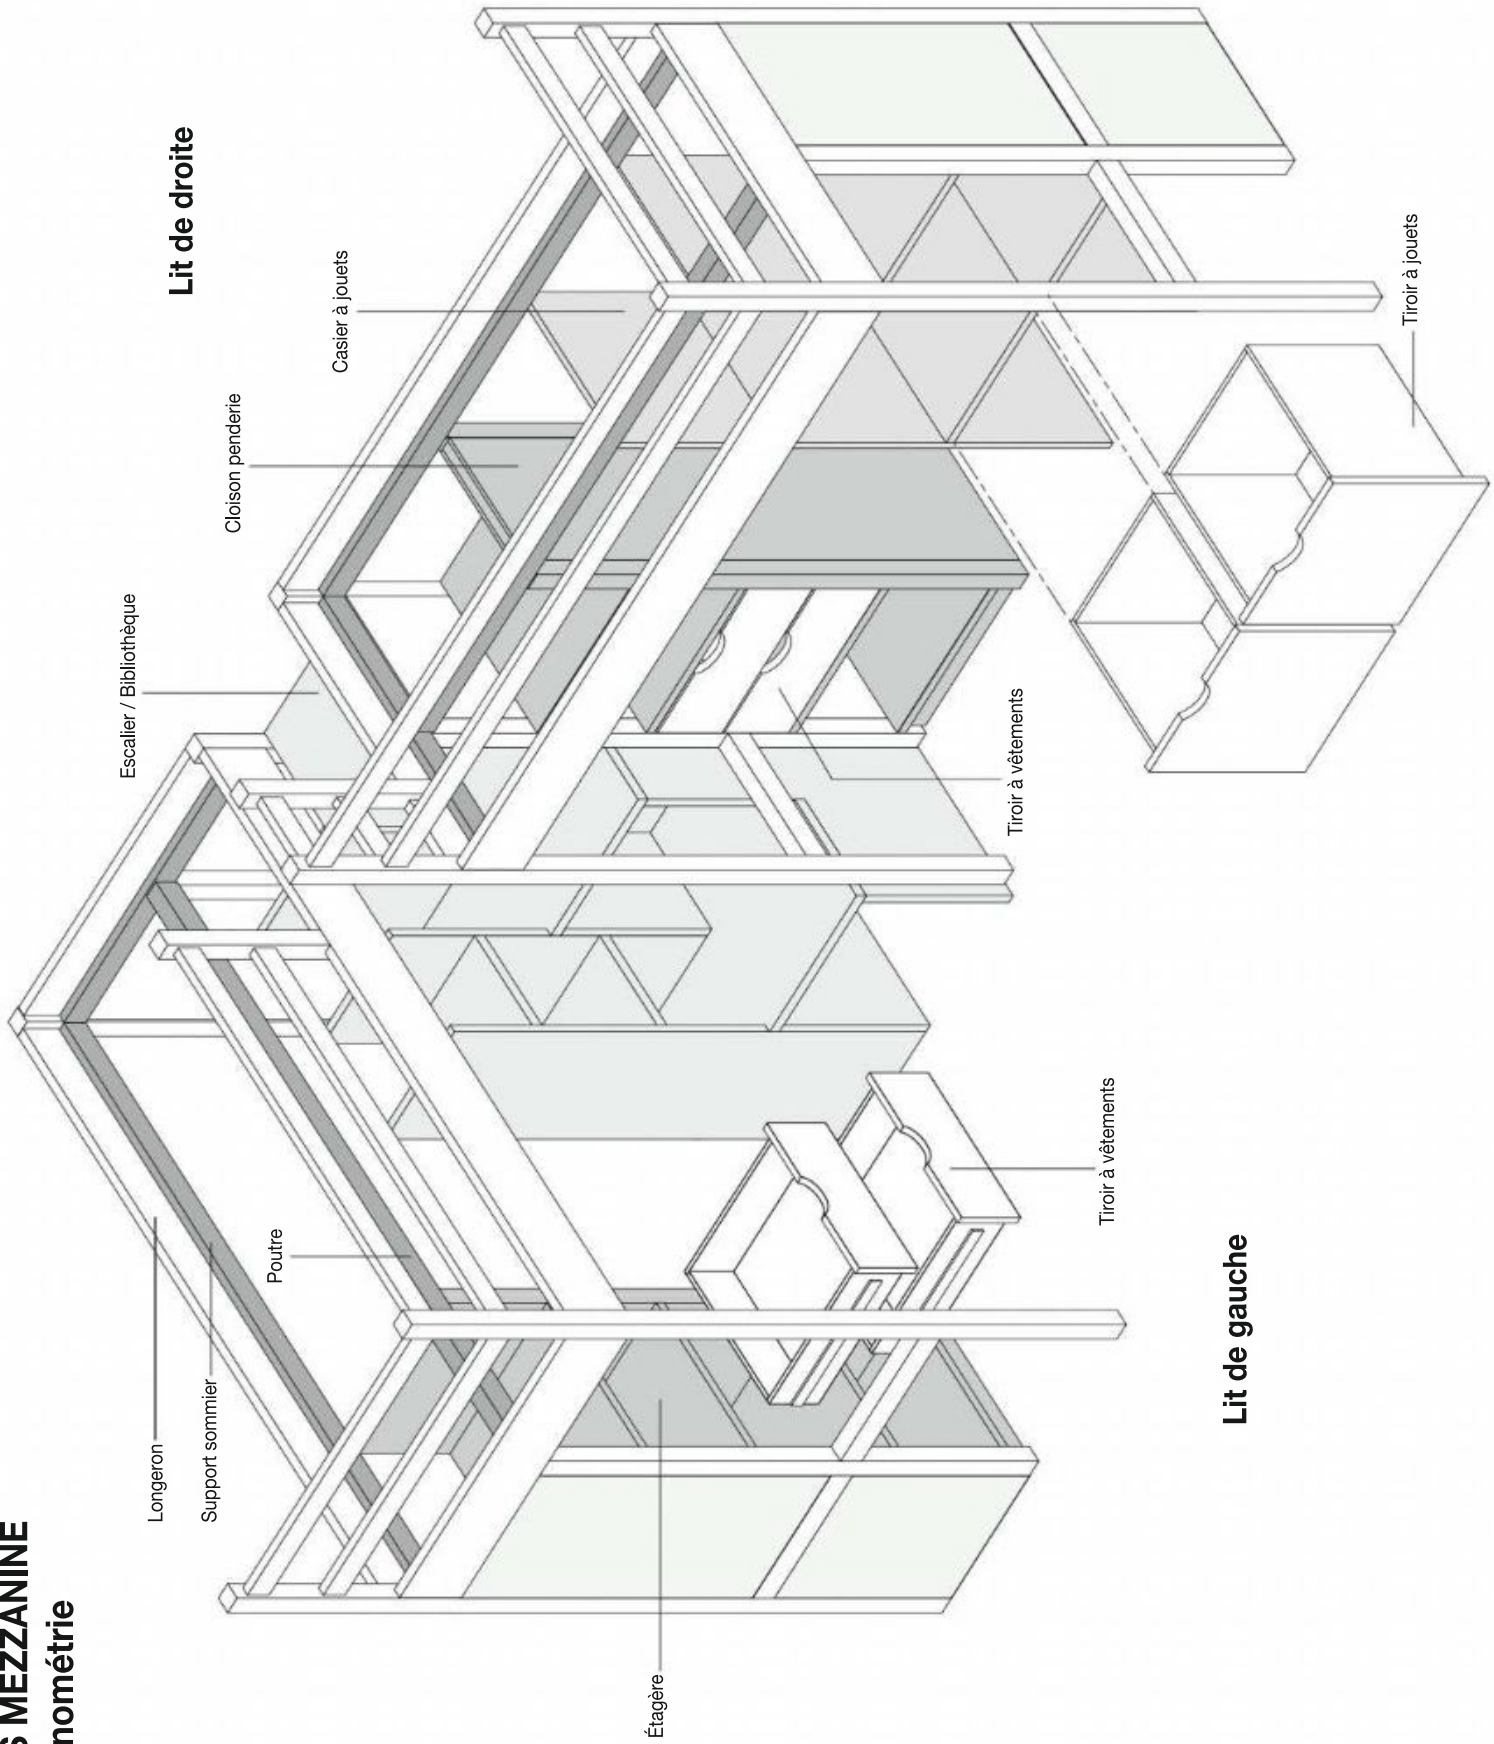 S MEZZANINE
nométrie
Longeron
Support sommier
Poutre
Escalier / Bibliothèque
Cloison penderie
Casier à jouets
Lit de droite
Étagère
Tiroir à vêtements
Tiroir à vêtements
Tiroir à jouets
Lit de gauche